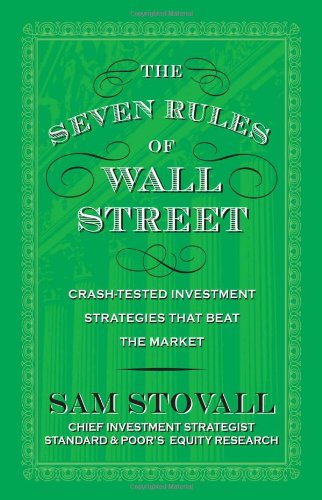 THE
SEVEN RULES
OF
WALL
STREET
CRASH-TESTED INVESTMENT
STRATEGIES THAT BEAT
THE MARKET
SAM STOVALL
CHIEF INVESTMENT STRATEGIST
STANDARD & POOR'S EQUITY RESEARCH